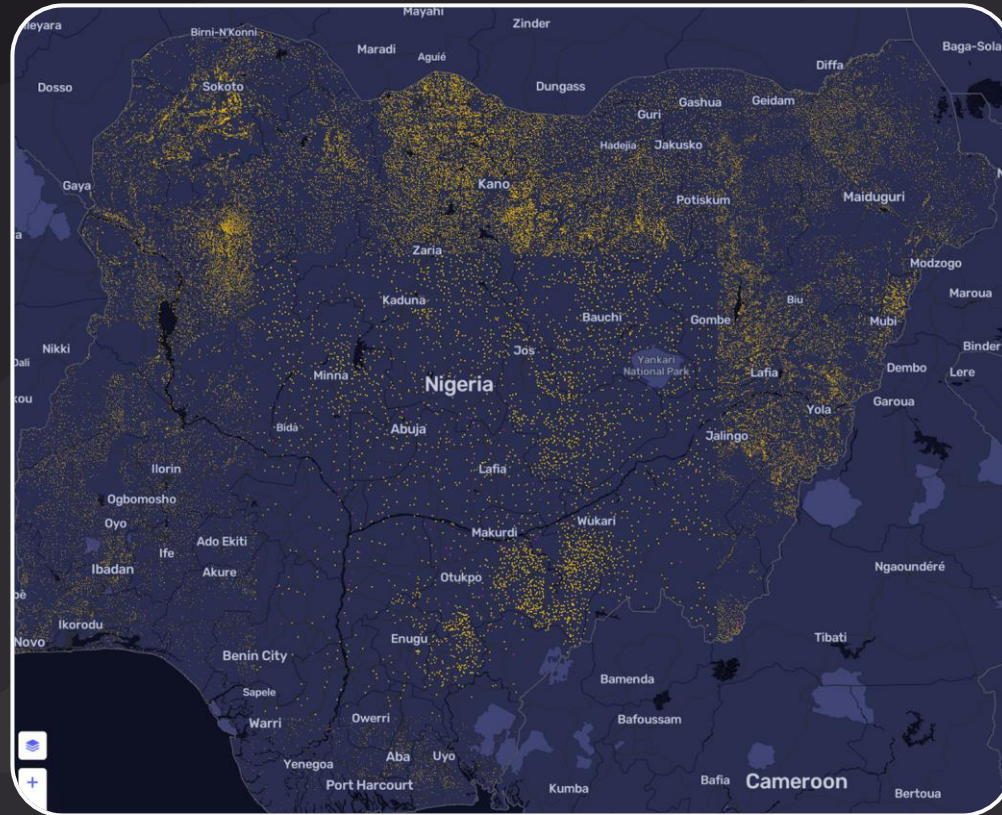 Mayahi
Zinder
Birni-N'Konni
Maradi
Aguié
Baga-Sola
Diffa
Dosso
Sokoto
Dungass
Gashua
Geidam
Guri
Hadejia
Jakusko
Gaya
Kano
Potiskum
Maiduguri
Zaria
Modzogo
Kaduna
Biu
Maroua
Bauchi
Gombe
Mubi
Nikki
Jos
Binder
Yankari
National Park
Minna
Nigeria
Lafia
Dembo
Lere
Garoua
Yola
Bida
Abuja
Jalingo
Ilorin
Lafia
Ogbomosho
Oyo
Wukari
Makurdi
Ife
Ado Ekiti
Ibadan
Akure
Otukpo
Ngaoundéré
Ikorodu
Novo
Enugu
Tibati
Benin City
Bamenda
Sapele
Owerri
Bafoussam
Warri
Aba
Uyo
Yenegoa
Port Harcourt
Kumba
Bafia
Cameroon
Bertoua